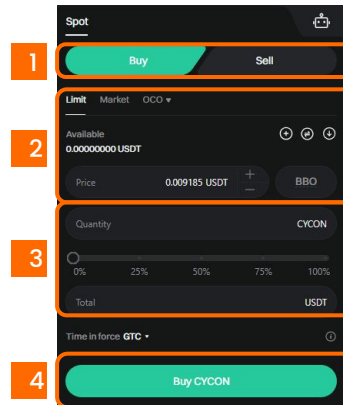 Spot
1
Buy Sell
Limit Market OCO
Available
0.00000000 USDT
2
Price 0.009185 USDT + − BBO
Quantity CYCON
3
0% 25% 50% 75% 100%
Total USDT
Time in force GTC
4
Buy CYCON